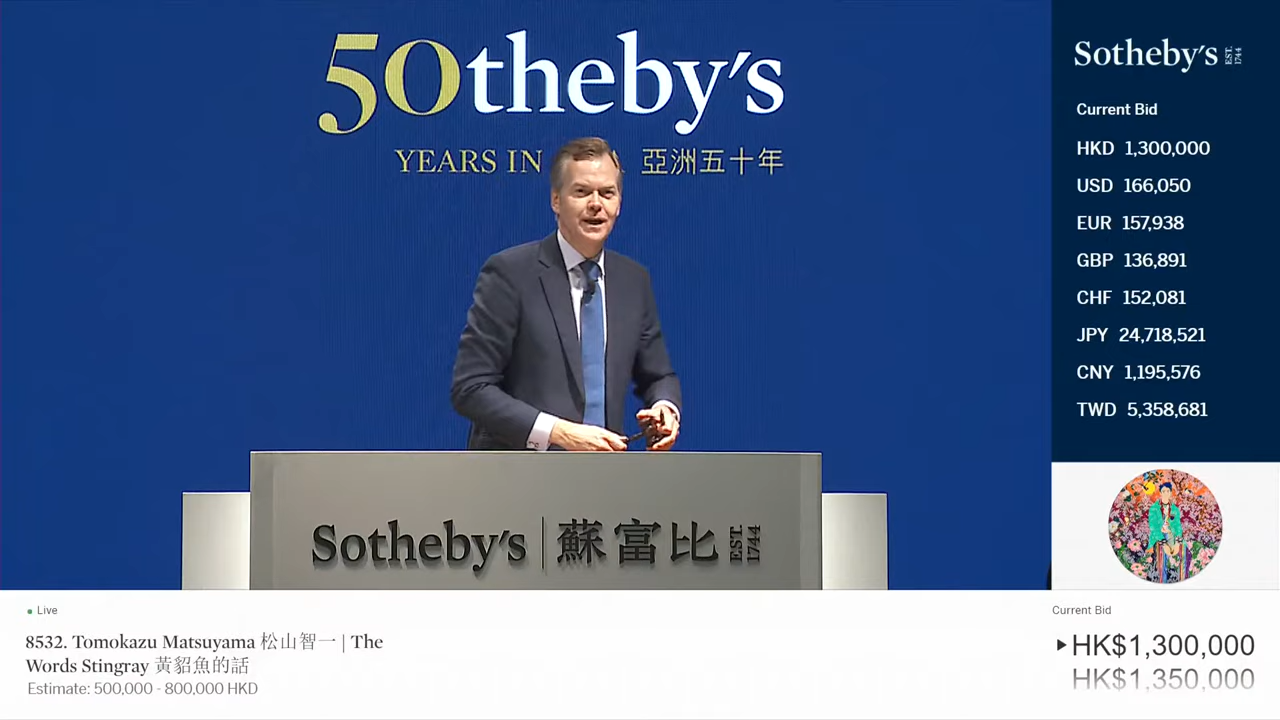 50theby's
YEARS IN A 亞洲五十年
Sotheby's EST. 1744
Current Bid
HKD 1,300,000
USD 166,050
EUR 157,938
GBP 136,891
CHF 152,081
JPY 24,718,521
CNY 1,195,576
TWD 5,358,681
Sotheby's 蘇富比 EST. 1744
Live
Current Bid
8532. Tomokazu Matsuyama 松山智一 | The
Words Stingray 黃貂魚的話
Estimate: 500,000 - 800,000 HKD
HK$1,300,000
HK$1,350,000